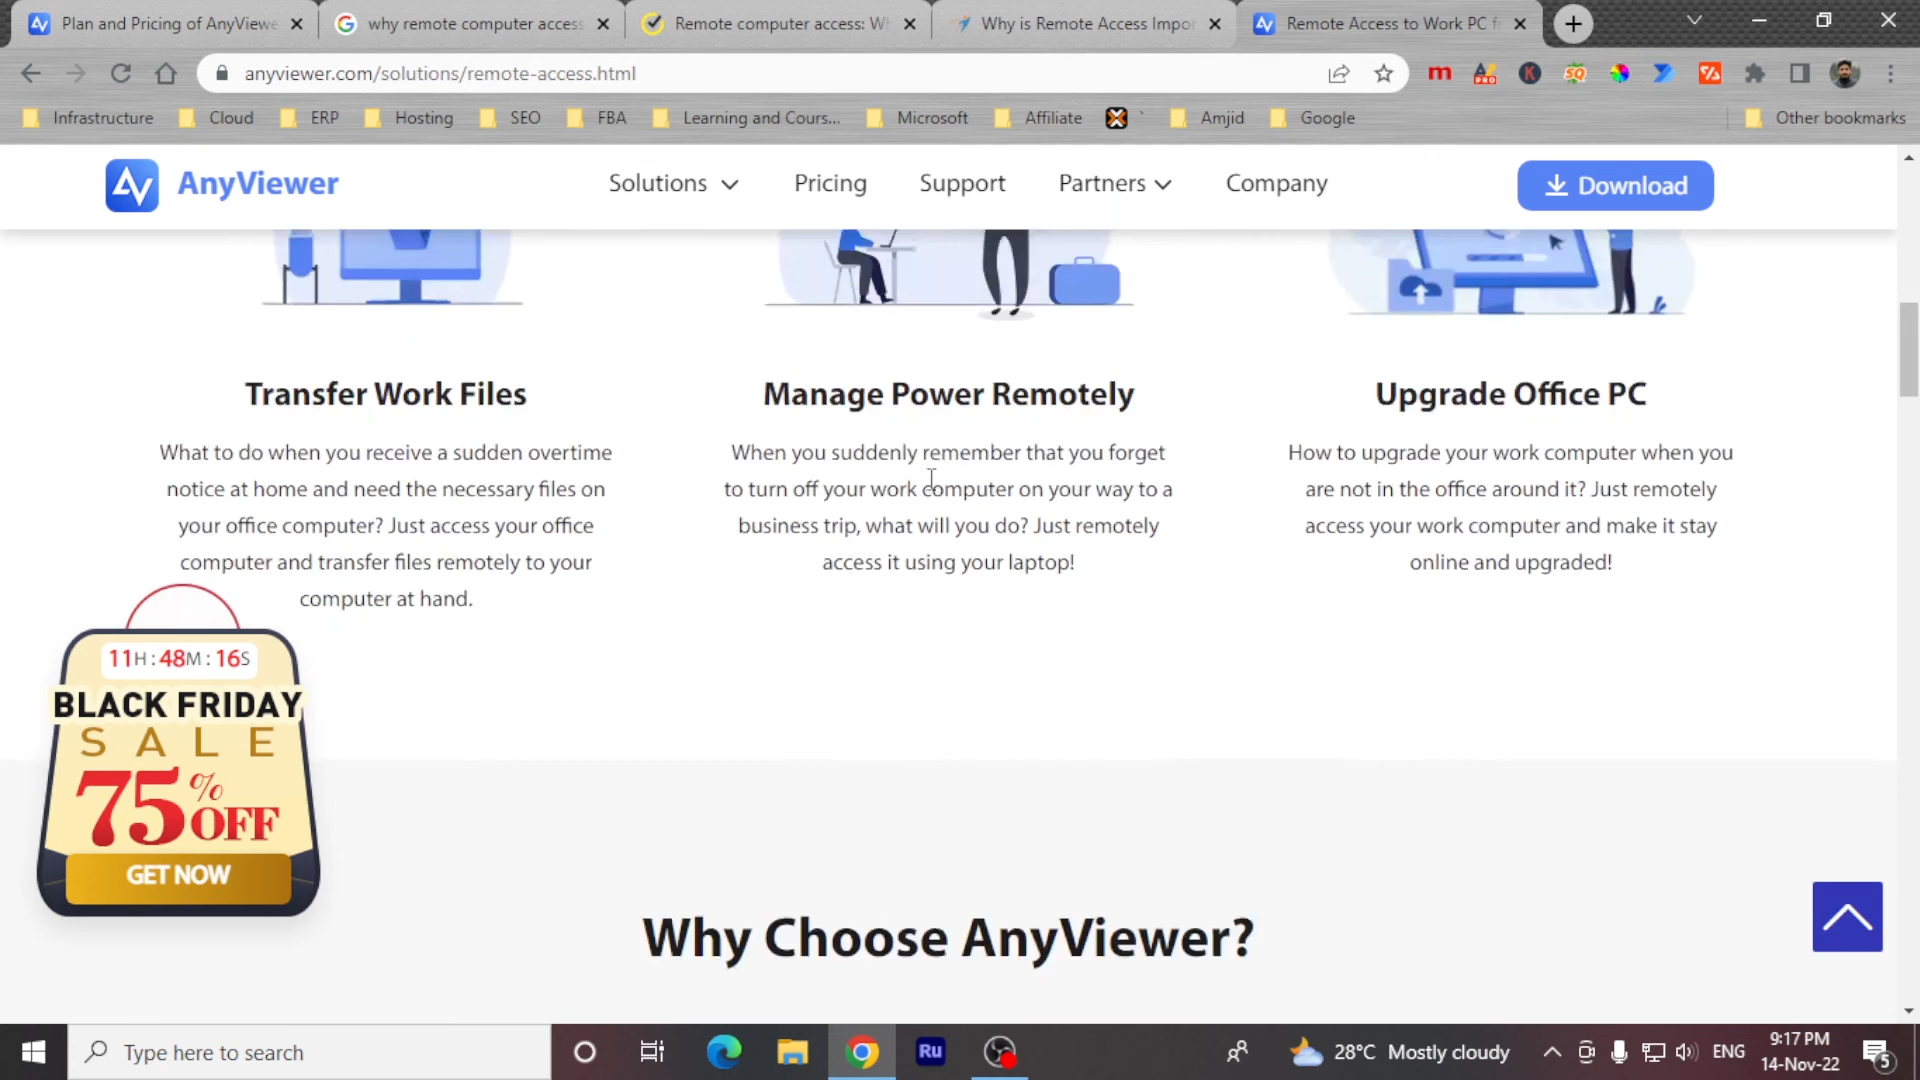 Plan and Pricing of AnyViewe
why remote computer access
Remote computer access: Wh
Why is Remote Access Impor
Remote Access to Work PC f
anyviewer.com/solutions/remote-access.html
Infrastructure
Cloud
ERP
Hosting
SEO
FBA
Learning and Cours...
Microsoft
Affiliate
Amjid
Google
Other bookmarks
AnyViewer
Solutions
Pricing
Support
Partners
Company
Download
Transfer Work Files
What to do when you receive a sudden overtime
notice at home and need the necessary files on
your office computer? Just access your office
computer and transfer files remotely to your
computer at hand.
Manage Power Remotely
When you suddenly remember that you forget
to turn off your work computer on your way to a
business trip, what will you do? Just remotely
access it using your laptop!
Upgrade Office PC
How to upgrade your work computer when you
are not in the office around it? Just remotely
access your work computer and make it stay
online and upgraded!
11H:48M:16S
BLACK FRIDAY
SALE
75% OFF
GET NOW
Why Choose AnyViewer?
Type here to search
Ru
28°C Mostly cloudy
ENG
9:17 PM
14-Nov-22
5